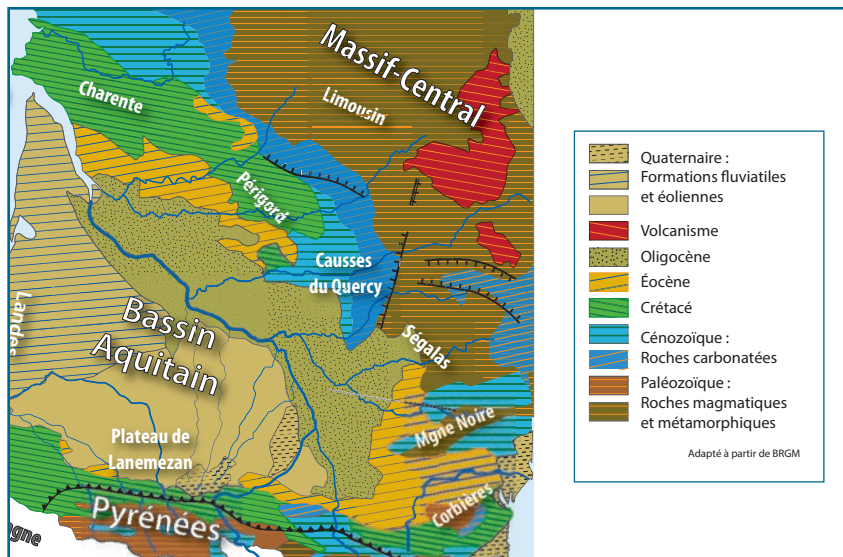 Massif-Central
Charente
Limousin
Périgord
Causses
du Quercy
Landes
Bassin
Aquitain
Ségalas
Mgne Noire
Plateau de
Lanemezan
Corbières
Pyrénées
agne
Quaternaire :
Formations fluviatiles
et éoliennes
Volcanisme
Oligocène
Éocène
Crétacé
Cénozoïque :
Roches carbonatées
Paléozoïque :
Roches magmatiques
et métamorphiques
Adapté à partir de BRGM